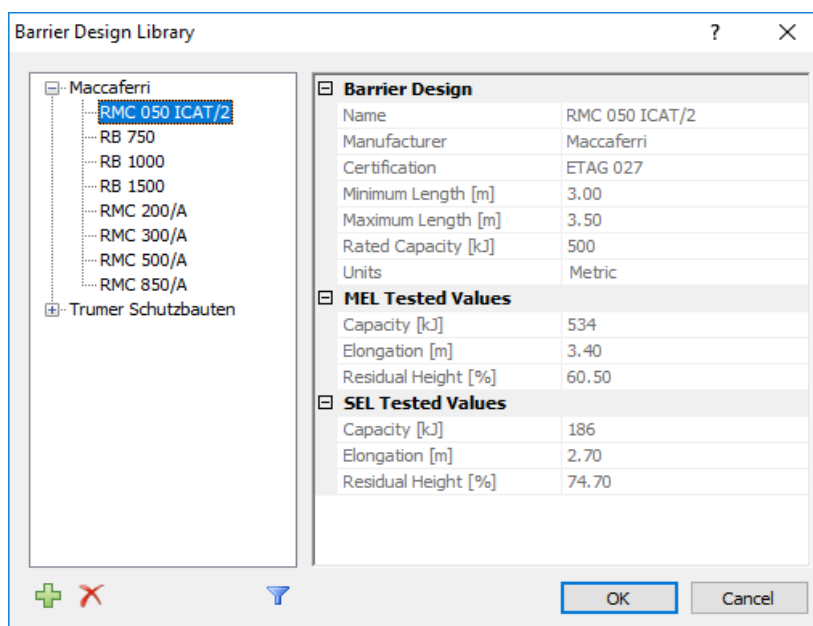 Barrier Design Library
?
Maccaferri
RMC 050 ICAT/2
RB 750
RB 1000
RB 1500
RMC 200/A
RMC 300/A
RMC 500/A
RMC 850/A
Trumer Schutzbauten
Barrier Design
Name RMC 050 ICAT/2
Manufacturer Maccaferri
Certification ETAG 027
Minimum Length [m] 3.00
Maximum Length [m] 3.50
Rated Capacity [kJ] 500
Units Metric
MEL Tested Values
Capacity [kJ] 534
Elongation [m] 3.40
Residual Height [%] 60.50
SEL Tested Values
Capacity [kJ] 186
Elongation [m] 2.70
Residual Height [%] 74.70
OK
Cancel